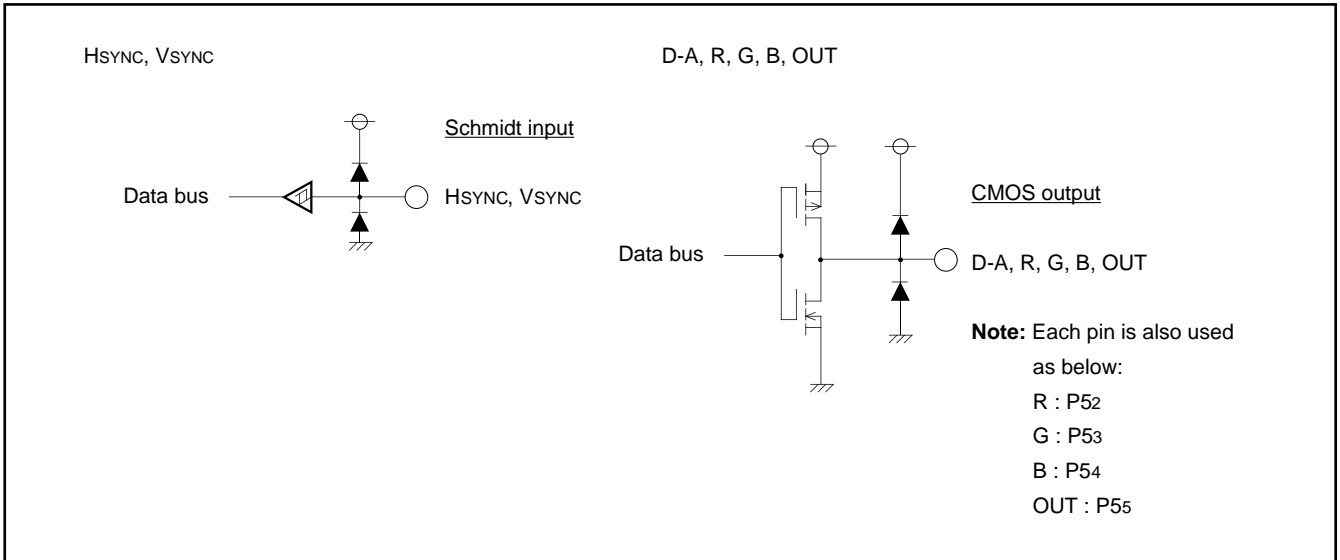 HSYNC, VSYNC
Schmidt input
Data bus
HSYNC, VSYNC
D-A, R, G, B, OUT
CMOS output
Data bus
D-A, R, G, B, OUT
Note: Each pin is also used
as below:
R : P52
G : P53
B : P54
OUT : P55